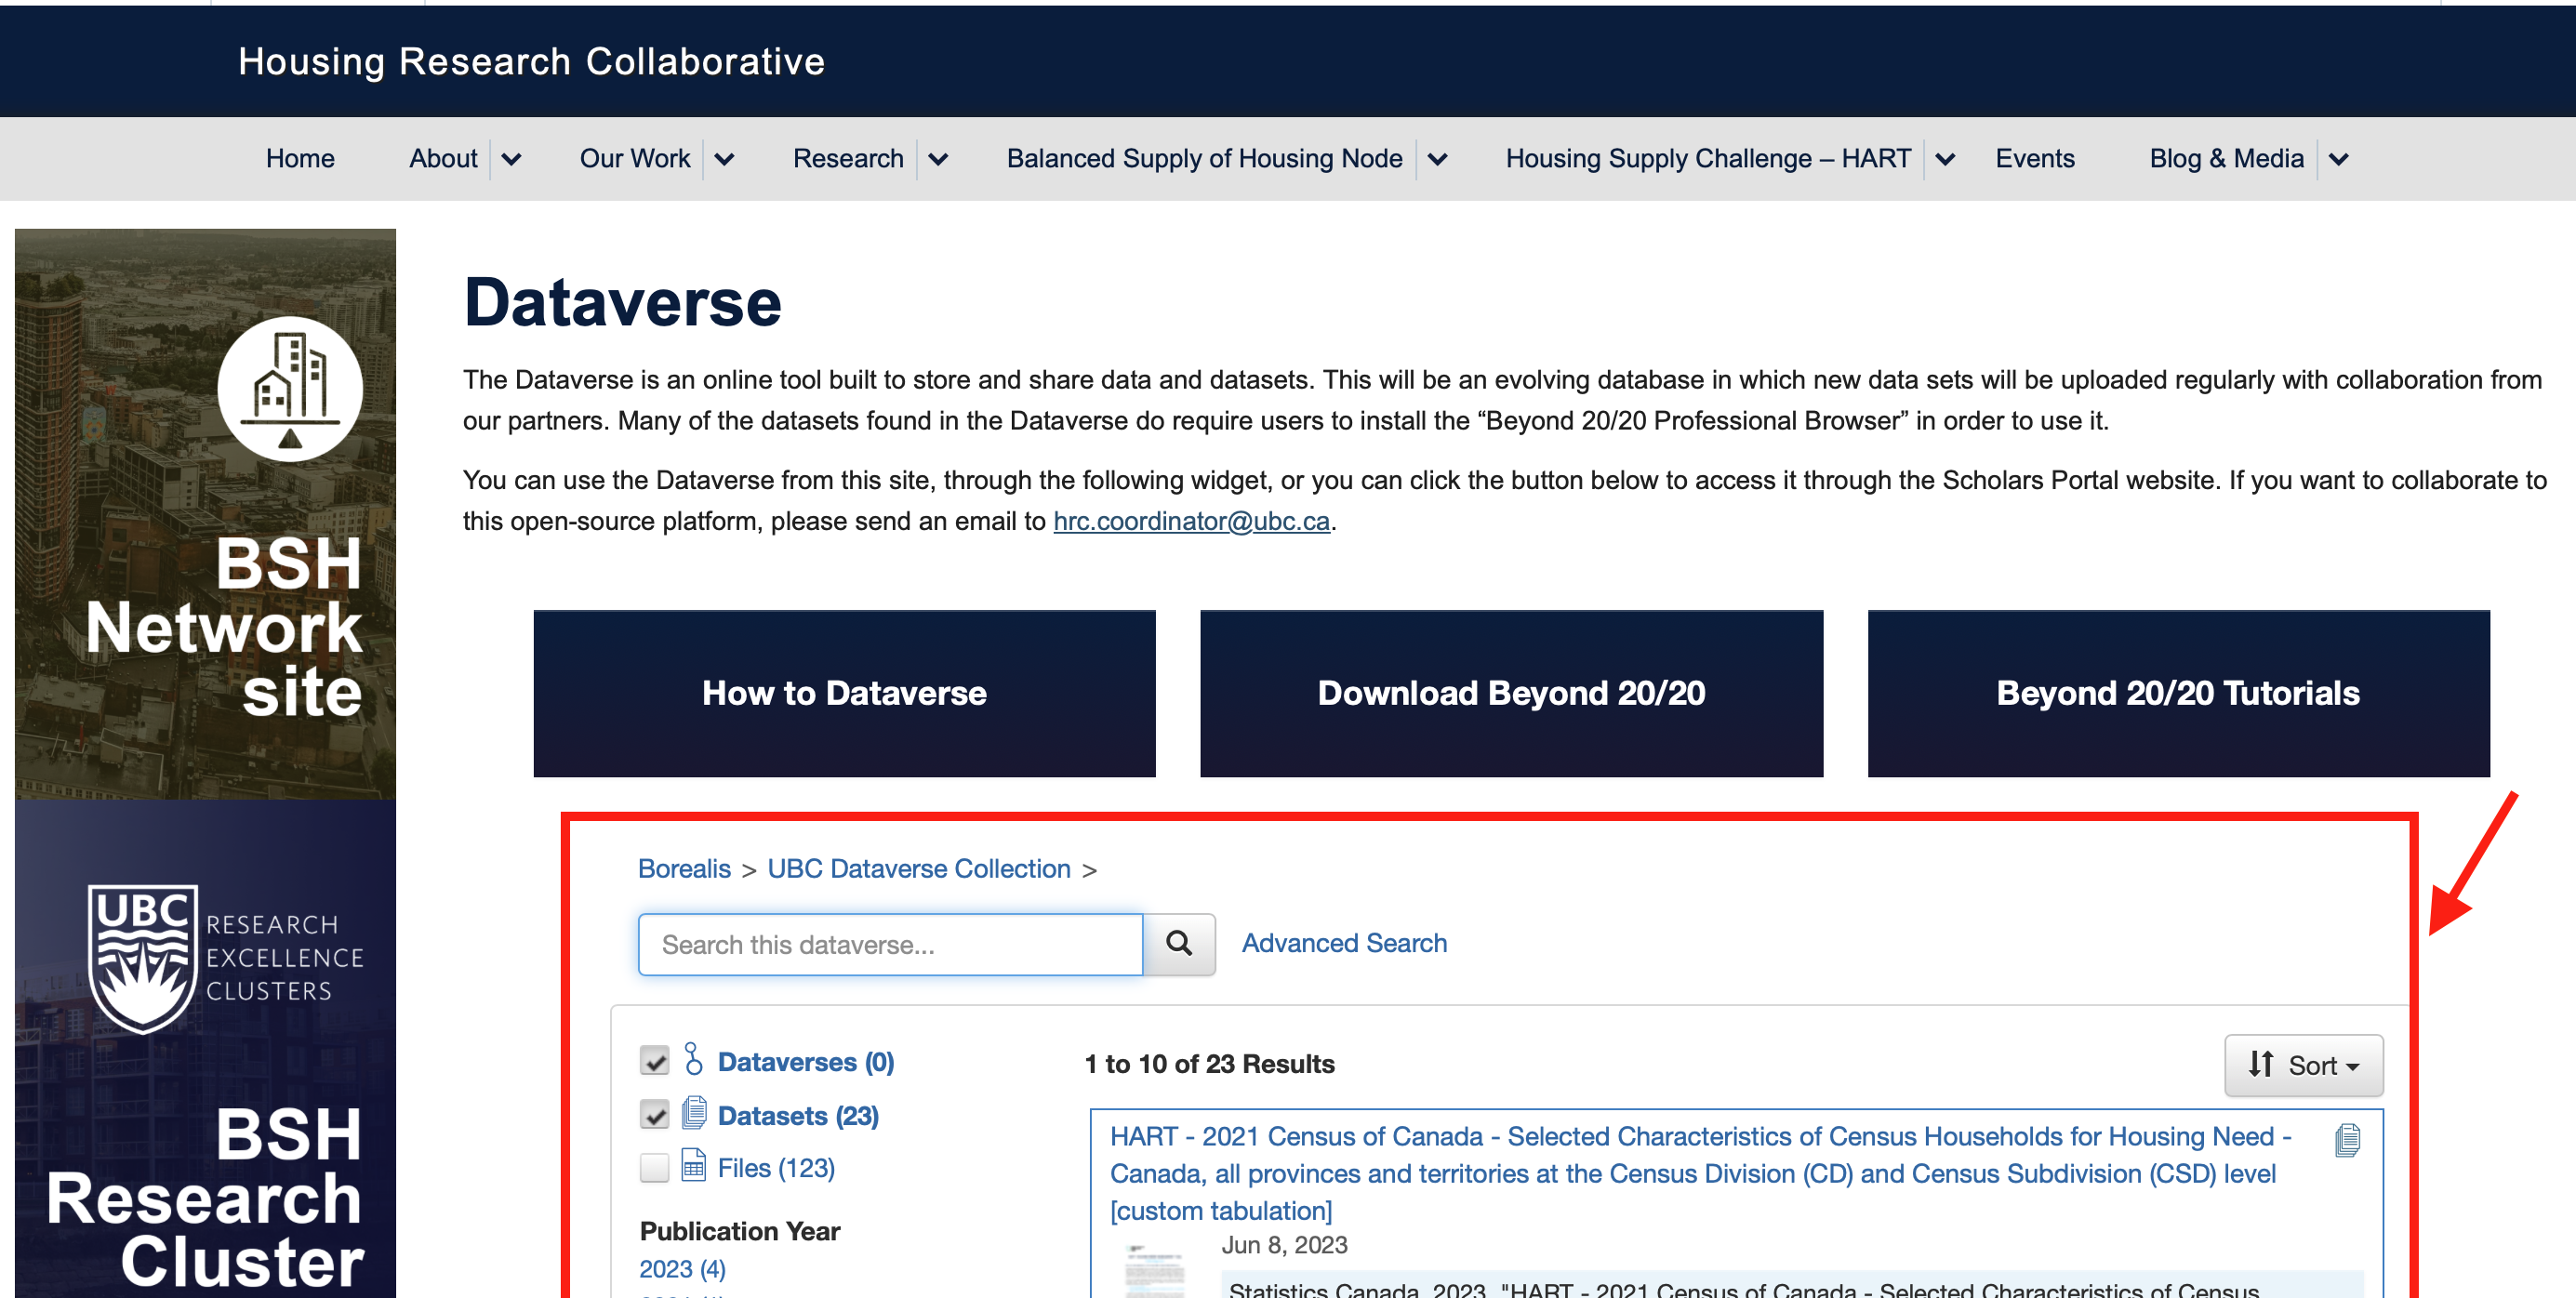 Housing Research Collaborative
Home About Our Work Research Balanced Supply of Housing Node Housing Supply Challenge – HART Events Blog & Media
BSH
Network
site
UBC
RESEARCH
EXCELLENCE
CLUSTERS
BSH
Research
Cluster
Dataverse
The Dataverse is an online tool built to store and share data and datasets. This will be an evolving database in which new data sets will be uploaded regularly with collaboration from
our partners. Many of the datasets found in the Dataverse do require users to install the “Beyond 20/20 Professional Browser” in order to use it.
You can use the Dataverse from this site, through the following widget, or you can click the button below to access it through the Scholars Portal website. If you want to collaborate to
this open-source platform, please send an email to hrc.coordinator@ubc.ca.
How to Dataverse
Download Beyond 20/20
Beyond 20/20 Tutorials
Borealis > UBC Dataverse Collection >
Search this dataverse...
Advanced Search
Dataverses (0)
Datasets (23)
Files (123)
Publication Year
2023 (4)
1 to 10 of 23 Results
Sort
HART - 2021 Census of Canada - Selected Characteristics of Census Households for Housing Need -
Canada, all provinces and territories at the Census Division (CD) and Census Subdivision (CSD) level
[custom tabulation]
Jun 8, 2023
Statistics Canada, 2023, "HART - 2021 Census of Canada - Selected Characteristics of Census